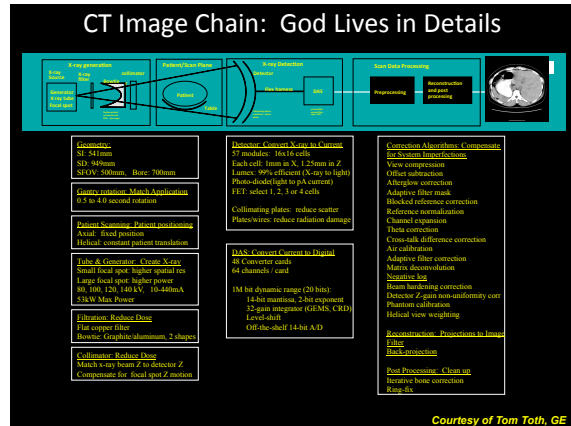 CT Image Chain:  God Lives in Details
X-ray generation
Patient/Scan Plane
X-ray Detection
Scan Data Processing
X-ray
Source
X-ray
filter
Bowtie
collimator
Generator
X ray tube
Focal spot
Patient
Table
Detector
Flex harness
DAS
Preprocessing
Reconstruction
and post
processing
Geometry:
SI: 541mm
SD: 949mm
SFOV: 500mm,   Bore: 700mm
Gantry rotation: Match Application
0.5 to 4.0 second rotation
Patient Scanning: Patient positioning
Axial:  fixed position
Helical: constant patient translation
Tube & Generator:  Create X-ray
Small focal spot: higher spatial res
Large focal spot: higher power
80, 100, 120, 140 kV,   10-440mA
53kW Max Power
Filtration: Reduce Dose
Flat copper filter
Bowtie: Graphite/aluminum, 2 shapes
Collimator: Reduce Dose
Match x-ray beam Z to detector Z
Compensate for  focal spot Z motion
Detector: Convert X-ray to Current
57 modules:  16x16 cells
Each cell: 1mm in X, 1.25mm in Z
Lumex: 99% efficient (X-ray to light)
Photo-diode(light to pA current)
FET: select 1, 2, 3 or 4 cells
Collimating plates:  reduce scatter
Plates/wires: reduce radiation damage
DAS: Convert Current to Digital
48 Converter cards
64 channels / card
1M bit dynamic range (20 bits):
14-bit mantissa, 2-bit exponent
32-gain integrator (GEMS, CRD)
Level-shift
Off-the-shelf 14-bit A/D
Correction Algorithms: Compensate
for System Imperfections
View compression
Offset subtraction
Afterglow correction
Adaptive filter mask
Blocked reference correction
Reference normalization
Channel expansion
Theta correction
Cross-talk difference correction
Air calibration
Adaptive filter correction
Matrix deconvolution
Negative log
Beam hardening correction
Detector Z-gain non-uniformity corr
Phantom calibration
Helical view weighting
Reconstruction:  Projections to Image
Filter
Back-projection
Post Processing:  Clean up
Iterative bone correction
Ring-fix
Courtesy of Tom Toth, GE